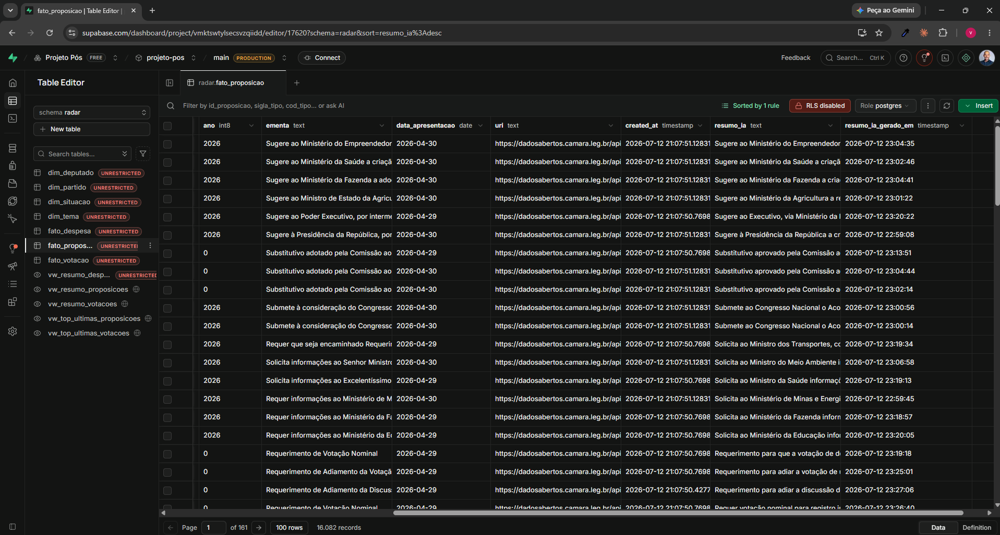 fato_proposicao | Table Editor |
Peça ao Gemini
supabase.com/dashboard/project/vmktswtylsecsvzqiidd/editor/17620?schema=radar&sort=resumo_ia%3Adesc
V
Projeto Pós FREE
projeto-pos
main PRODUCTION
Connect
Feedback
Search... Ctrl K
Table Editor
radar.fato_proposicao
schema radar
New table
Search tables...
dim_deputado UNRESTRICTED
dim_partido UNRESTRICTED
dim_situacao UNRESTRICTED
dim_tema UNRESTRICTED
fato_despesa UNRESTRICTED
fato_propos... UNRESTRICTE
fato_votacao UNRESTRICTED
vw_resumo_desp... UNRESTRICTED
vw_resumo_proposicoes
vw_resumo_votacoes
vw_top_ultimas_proposicoes
vw_top_ultimas_votacoes
Filter by id_proposicao, sigla_tipo, cod_tipo... or ask AI
Sorted by 1 rule
RLS disabled
Role postgres
Insert
ano int8 ementa text data_apresentacao date uri text created_at timestamp resumo_ia text resumo_ia_gerado_em timestamp
2026 Sugere ao Ministério do Empreendedor 2026-04-30 https://dadosabertos.camara.leg.br/api 2026-07-12 21:07:51.12831 Sugere ao Ministério do Empreendedor 2026-07-12 23:04:35
2026 Sugere ao Ministério da Saúde a criaçã 2026-04-30 https://dadosabertos.camara.leg.br/api 2026-07-12 21:07:51.12831 Sugere ao Ministério da Saúde a criaçã 2026-07-12 23:02:46
2026 Sugere ao Ministério da Fazenda a ado 2026-04-30 https://dadosabertos.camara.leg.br/api 2026-07-12 21:07:51.12831 Sugere ao Ministério da Fazenda a cria 2026-07-12 23:04:41
2026 Sugere ao Ministro de Estado da Agricu 2026-04-30 https://dadosabertos.camara.leg.br/api 2026-07-12 21:07:51.12831 Sugere ao Ministério da Agricultura a re 2026-07-12 23:01:22
2026 Sugere ao Poder Executivo, por interme 2026-04-29 https://dadosabertos.camara.leg.br/api 2026-07-12 21:07:50.7698 Sugere ao Executivo, via Ministério da 2026-07-12 23:20:22
2026 Sugere à Presidência da República, por 2026-04-30 https://dadosabertos.camara.leg.br/api 2026-07-12 21:07:51.12831 Sugere à Presidência da República a cr 2026-07-12 22:59:08
0 Substitutivo adotado pela Comissão ao 2026-04-29 https://dadosabertos.camara.leg.br/api 2026-07-12 21:07:50.7698 Substitutivo aprovado pela Comissão a 2026-07-12 23:13:51
0 Substitutivo adotado pela Comissão ao 2026-04-30 https://dadosabertos.camara.leg.br/api 2026-07-12 21:07:51.12831 Substitutivo aprovado pela Comissão a 2026-07-12 23:04:44
0 Substitutivo adotado pela Comissão ao 2026-04-30 https://dadosabertos.camara.leg.br/api 2026-07-12 21:07:51.12831 Substitutivo aprovado pela Comissão a 2026-07-12 23:02:14
2026 Submete à consideração do Congressc 2026-04-30 https://dadosabertos.camara.leg.br/api 2026-07-12 21:07:51.12831 Submete ao Congresso Nacional o Aco 2026-07-12 23:00:56
2026 Submete à consideração do Congressc 2026-04-30 https://dadosabertos.camara.leg.br/api 2026-07-12 21:07:51.12831 Submete ao Congresso Nacional o Aco 2026-07-12 23:00:14
2026 Requer que seja encaminhado Requerir 2026-04-29 https://dadosabertos.camara.leg.br/api 2026-07-12 21:07:50.7698 Solicita ao Ministro dos Transportes, cc 2026-07-12 23:19:34
2026 Solicita informações ao Senhor Ministro 2026-04-30 https://dadosabertos.camara.leg.br/api 2026-07-12 21:07:51.12831 Solicita ao Ministro do Meio Ambiente i 2026-07-12 23:06:58
2026 Solicita informações ao Excelentíssimo 2026-04-29 https://dadosabertos.camara.leg.br/api 2026-07-12 21:07:50.7698 Solicita ao Ministro da Saúde informaçõ 2026-07-12 23:19:13
2026 Requer informações ao Ministério de M 2026-04-30 https://dadosabertos.camara.leg.br/api 2026-07-12 21:07:51.12831 Solicita ao Ministério de Minas e Energi 2026-07-12 22:59:45
2026 Requer informações ao Ministério da Fa 2026-04-29 https://dadosabertos.camara.leg.br/api 2026-07-12 21:07:50.7698 Solicita ao Ministério da Fazenda inforn 2026-07-12 23:18:57
2026 Requer informações ao Ministério da Ec 2026-04-29 https://dadosabertos.camara.leg.br/api 2026-07-12 21:07:50.7698 Solicita ao Ministério da Educação info 2026-07-12 23:20:05
0 Requerimento de Votação Nominal 2026-04-29 https://dadosabertos.camara.leg.br/api 2026-07-12 21:07:50.7698 Requerimento para que a votação de d 2026-07-12 23:19:18
0 Requerimento de Adiamento da Votaçã 2026-04-29 https://dadosabertos.camara.leg.br/api 2026-07-12 21:07:50.7698 Requerimento para adiar a votação de 2026-07-12 23:25:01
0 Requerimento de Adiamento da Discus 2026-04-29 https://dadosabertos.camara.leg.br/api 2026-07-12 21:07:50.4277 Requerimento para adiar a discussão d 2026-07-12 23:27:06
0 Requerimento de Votação Nominal 2026-04-29 https://dadosabertos.camara.leg.br/api 2026-07-12 21:07:50.7698 Requer votação nominal para registro i 2026-07-12 23:26:40
Page 1 of 161
100 rows
16.082 records
Data
Definition